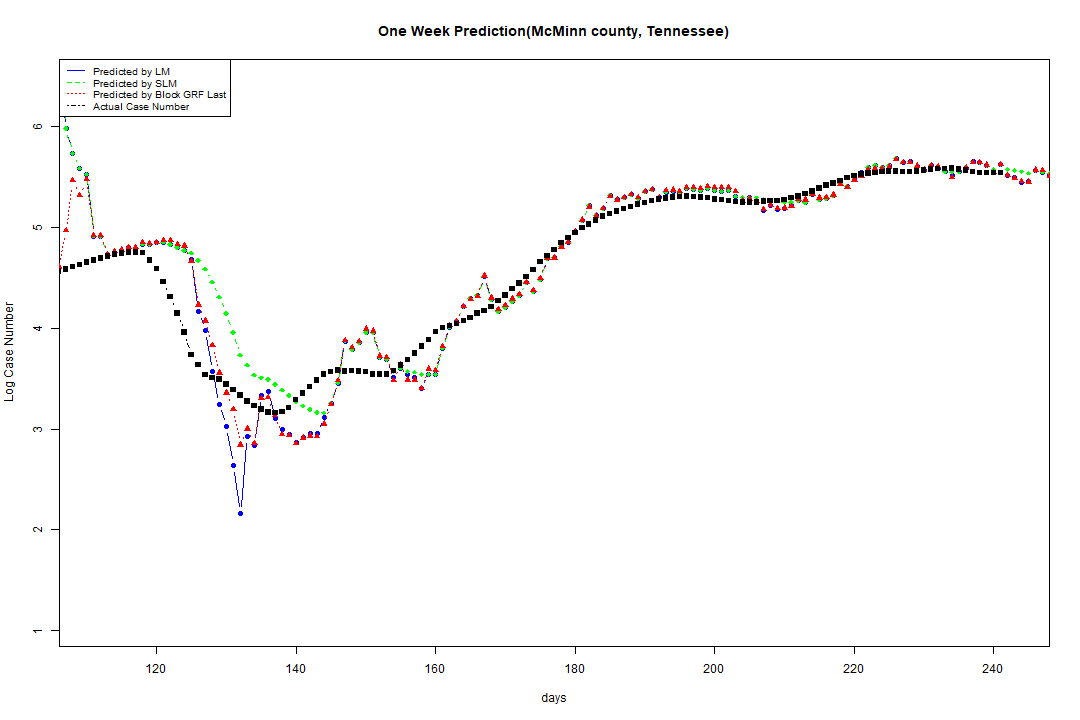 One Week Prediction(McMinn county, Tennessee)
Predicted by LM
Predicted by SLM
Predicted by Block GRF Last
Actual Case Number
Log Case Number
6
5
4
3
2
1
120 140 160 180 200 220 240
days